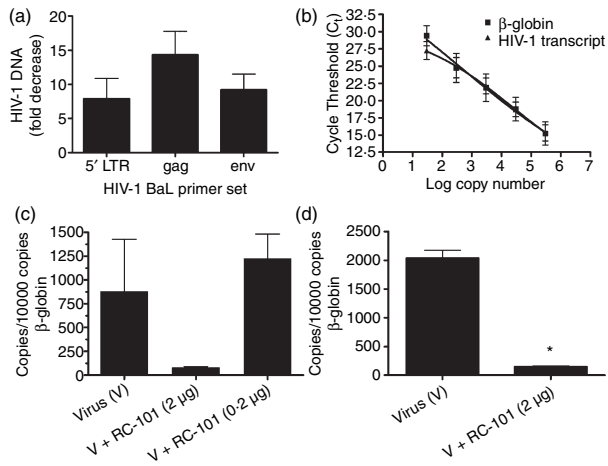 (a)
20
15
10
5
0
HIV-1 DNA
(fold decrease)
5′ LTR gag env
HIV-1 BaL primer set
(b)
32·5
30·0
27·5
25·0
22·5
20·0
17·5
15·0
12·5
Cycle Threshold (Ct)
β-globin
HIV-1 transcript
0 1 2 3 4 5 6 7
Log copy number
(c)
1500
1250
1000
750
500
250
0
Copies/10000 copies
β-globin
Virus (V)
V + RC-101 (2 μg)
V + RC-101 (0·2 μg)
(d)
2500
2000
1500
1000
500
0
Copies/10000 copies
β-globin
*
Virus (V)
V + RC-101 (2 μg)